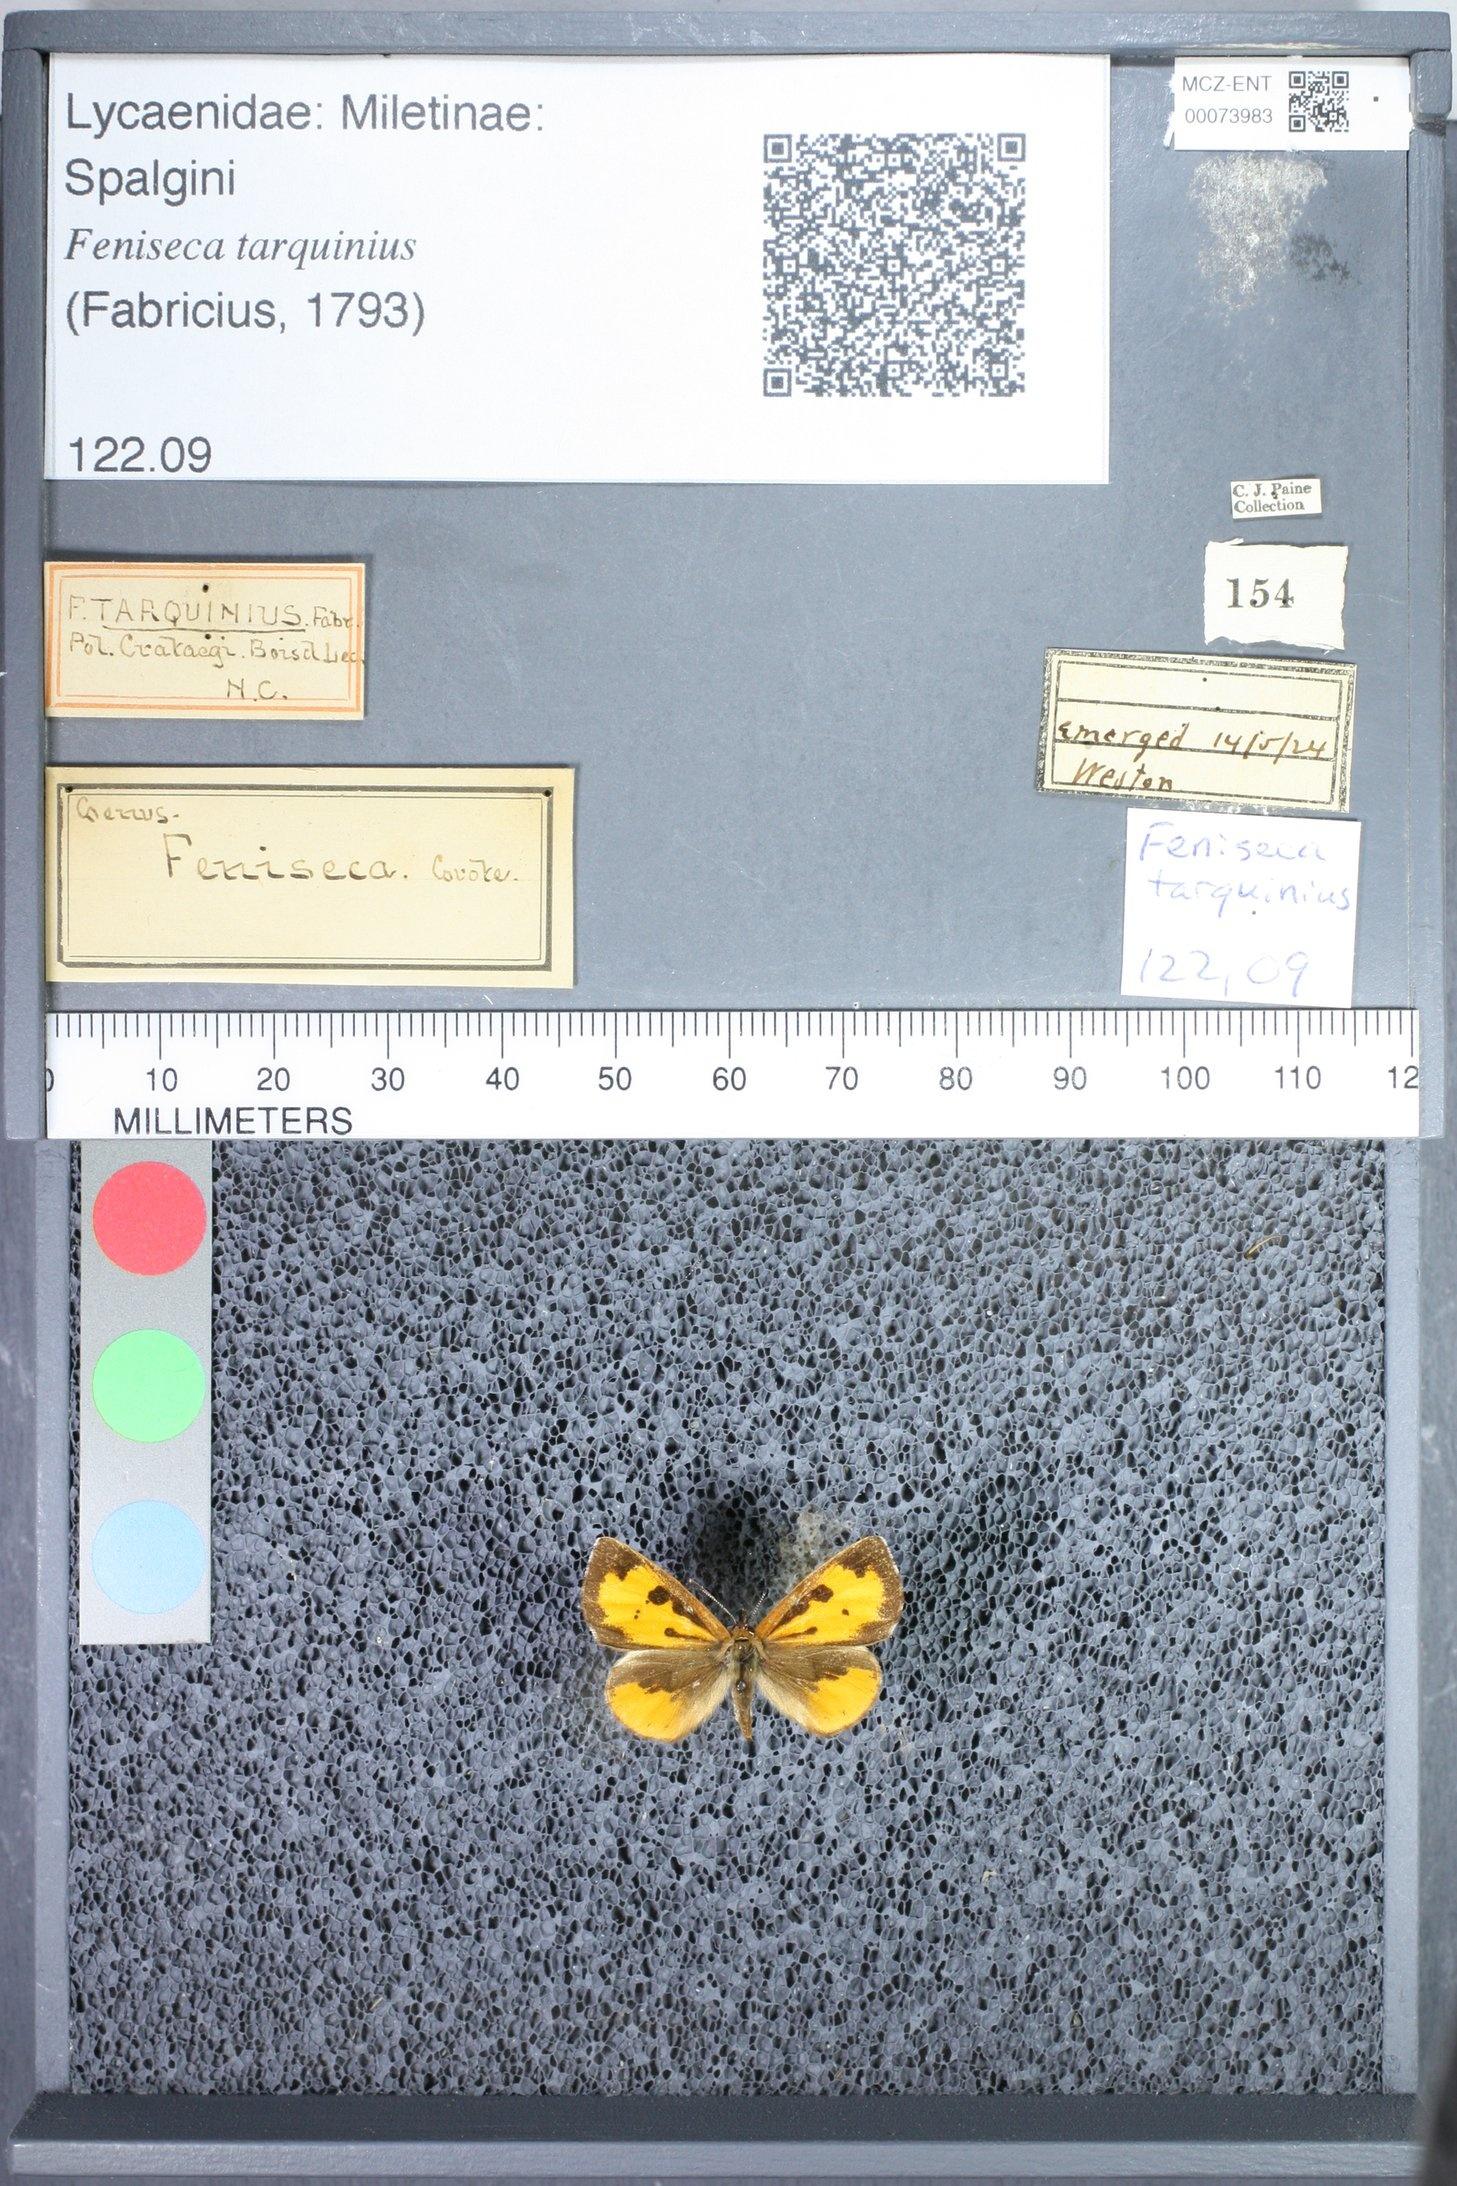 Lycaenidae: Miletinae:
Spalgini
Feniseca tarquinius
(Fabricius, 1793)
122.09
MCZ-ENT
00073983
C. J. Paine
Collection
154
F. TARQUINIUS. Fabr.
Pol. Crataegi. Boisd Lec.
N.C.
emerged 14/5/24
Weston
Genus.
Feniseca. Grote.
Feniseca
tarquinius
122,09
0 10 20 30 40 50 60 70 80 90 100 110 12
MILLIMETERS